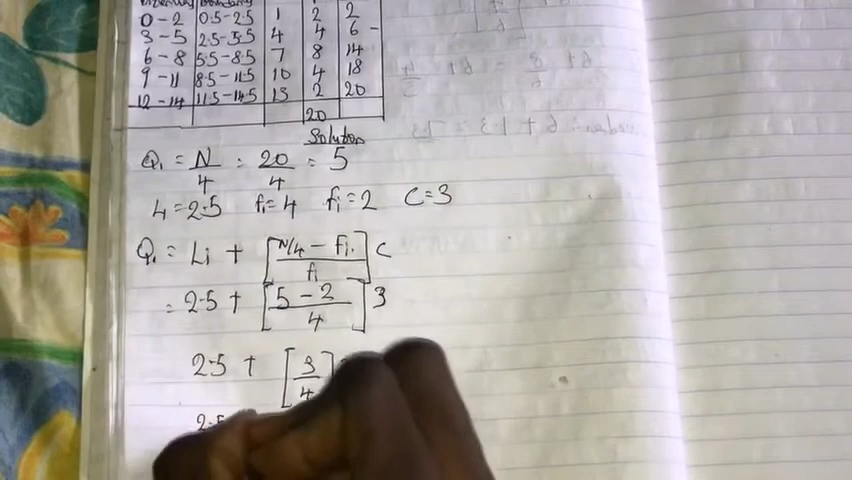 0-2 0.5-2.5 1 2 2
3-5 2.5-5.5 4 4 6 -
6-8 5.5-8.5 7 8 14
9-11 8.5-11.5 10 4 18
12-14 11.5-14.5 13 2 20
20
Solution
Q₁ = N/4 = 20/4 = 5
L₁=2.5 f₁=4 f₁=2 C=3
Q₁ = L₁ + [N/4 - f₁./f₁] C
= 2.5 + [5-2/4] 3
2.5 + [3/4]
2.5